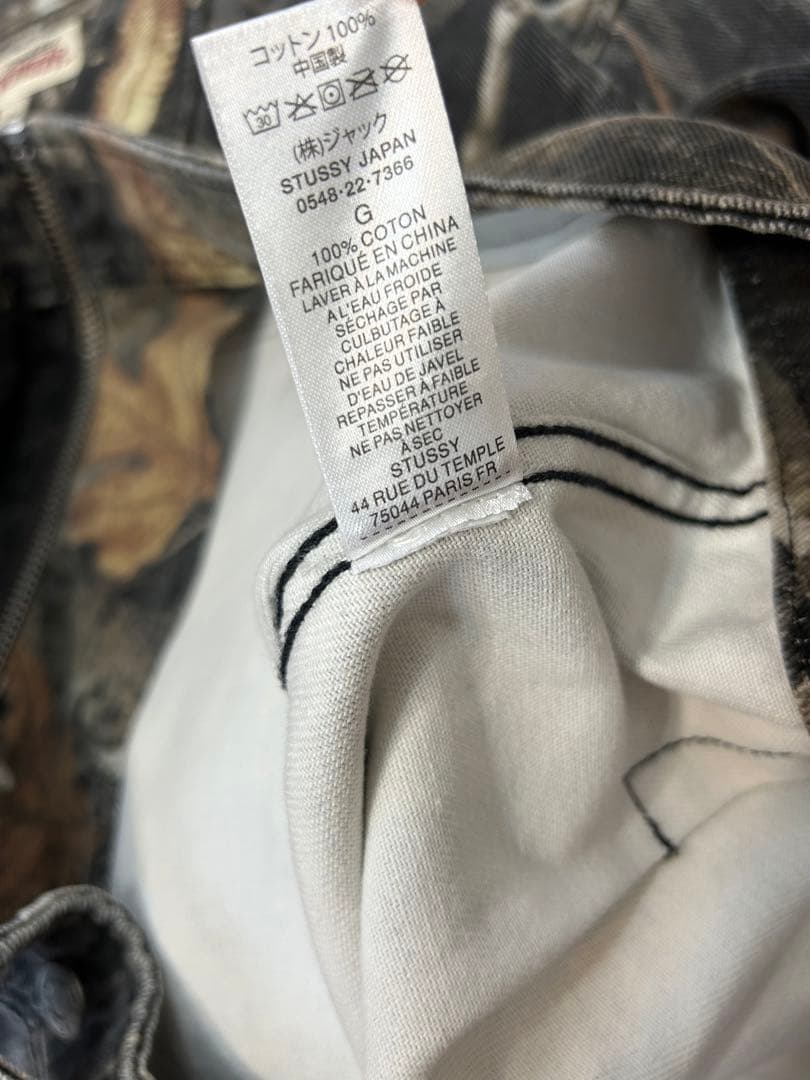 コットン 100%
中国製
30
(株)ジャック
STUSSY JAPAN
0548·22·7366
G
100% COTON
FARIQUÉ EN CHINA
LAVER À LA MACHINE
A L'EAU FROIDE
SÉCHAGE PAR
CULBUTAGE À
CHALEUR FAIBLE
NE PAS UTILISER
D'EAU DE JAVEL
REPASSER À FAIBLE
TEMPÉRATURE
NE PAS NETTOYER
À SEC
STUSSY
44 RUE DU TEMPLE
75044 PARIS FR